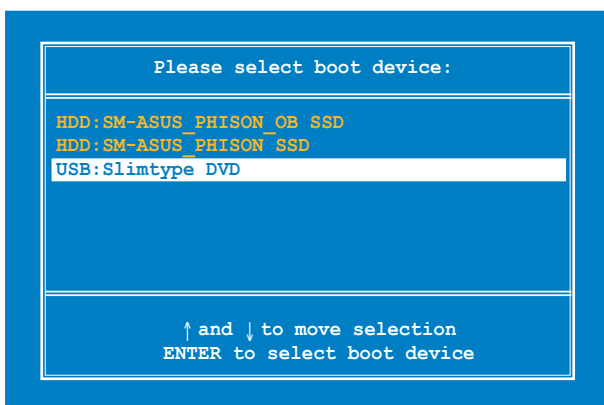 Please select boot device:
HDD:SM-ASUS_PHISON_OB SSD
HDD:SM-ASUS_PHISON SSD
USB:Slimtype DVD
↑ and ↓ to move selection
ENTER to select boot device